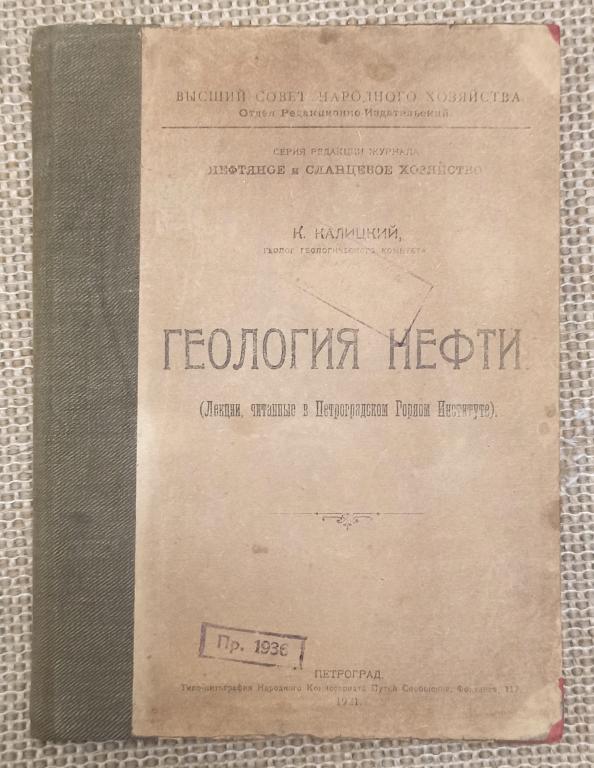 ВЫСШИЙ СОВЕТ НАРОДНОГО ХОЗЯЙСТВА
Отдел Редакционно-Издательский.
СЕРИЯ РЕДАКЦИИ ЖУРНАЛА
НЕФТЯНОЕ и СЛАНЦЕВОЕ ХОЗЯЙСТВО
К. КАЛИЦКИЙ,
ГЕОЛОГ ГЕОЛОГИЧЕСКОГО КОМИТЕТА
ГЕОЛОГИЯ НЕФТИ.
(Лекции, читанные в Петроградском Горном Институте).
Пр. 1936
ПЕТРОГРАД.
Типо-литография Народного Комиссариата Путей Сообщения, Фонтанка, 117.
1921.